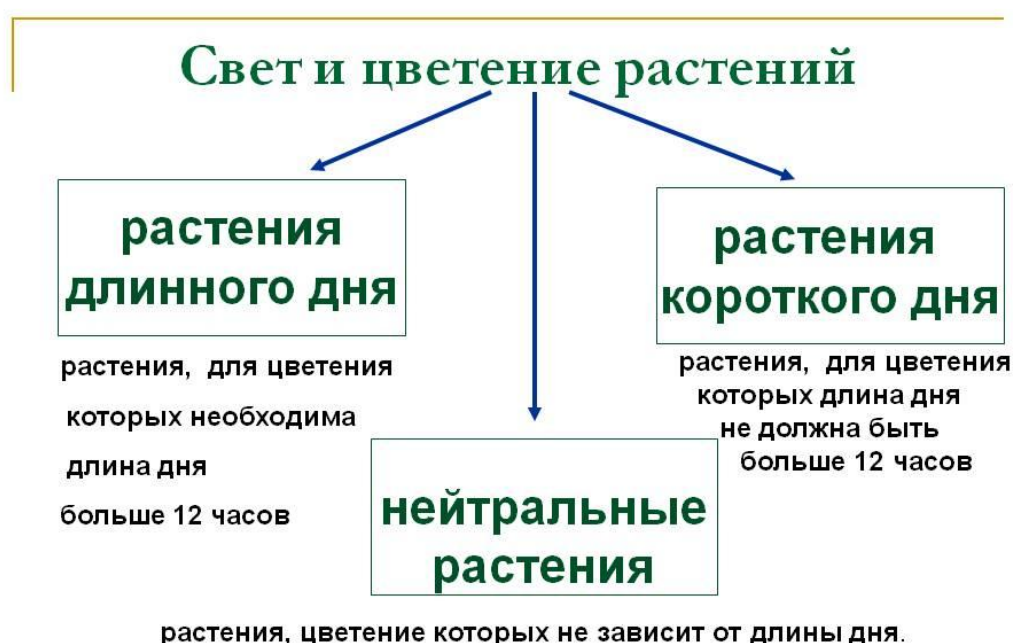 Свет и цветение растений
растения
длинного дня
растения, для цветения
которых необходима
длина дня
больше 12 часов
растения
короткого дня
растения, для цветения
которых длина дня
не должна быть
больше 12 часов
нейтральные
растения
растения, цветение которых не зависит от длины дня.